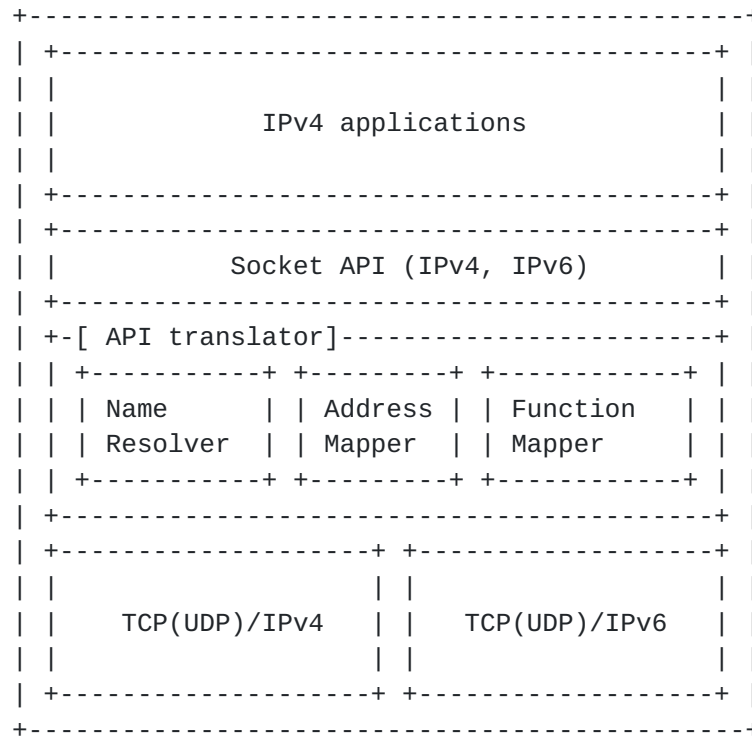 IPv4 applications
Socket API (IPv4, IPv6)
[ API translator]
Name Address Function
Resolver Mapper Mapper
TCP(UDP)/IPv4 TCP(UDP)/IPv6